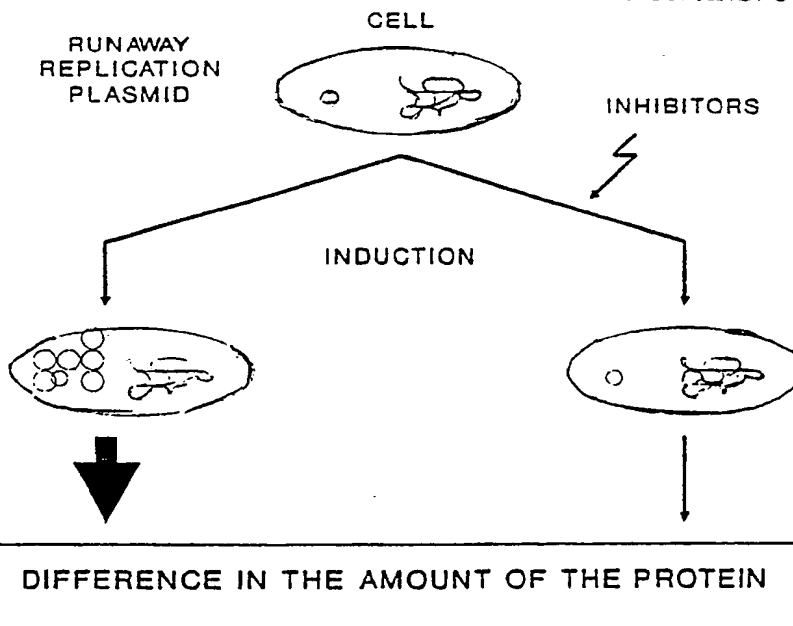 CELL
RUNAWAY
REPLICATION
PLASMID
INHIBITORS
INDUCTION
DIFFERENCE IN THE AMOUNT OF THE PROTEIN